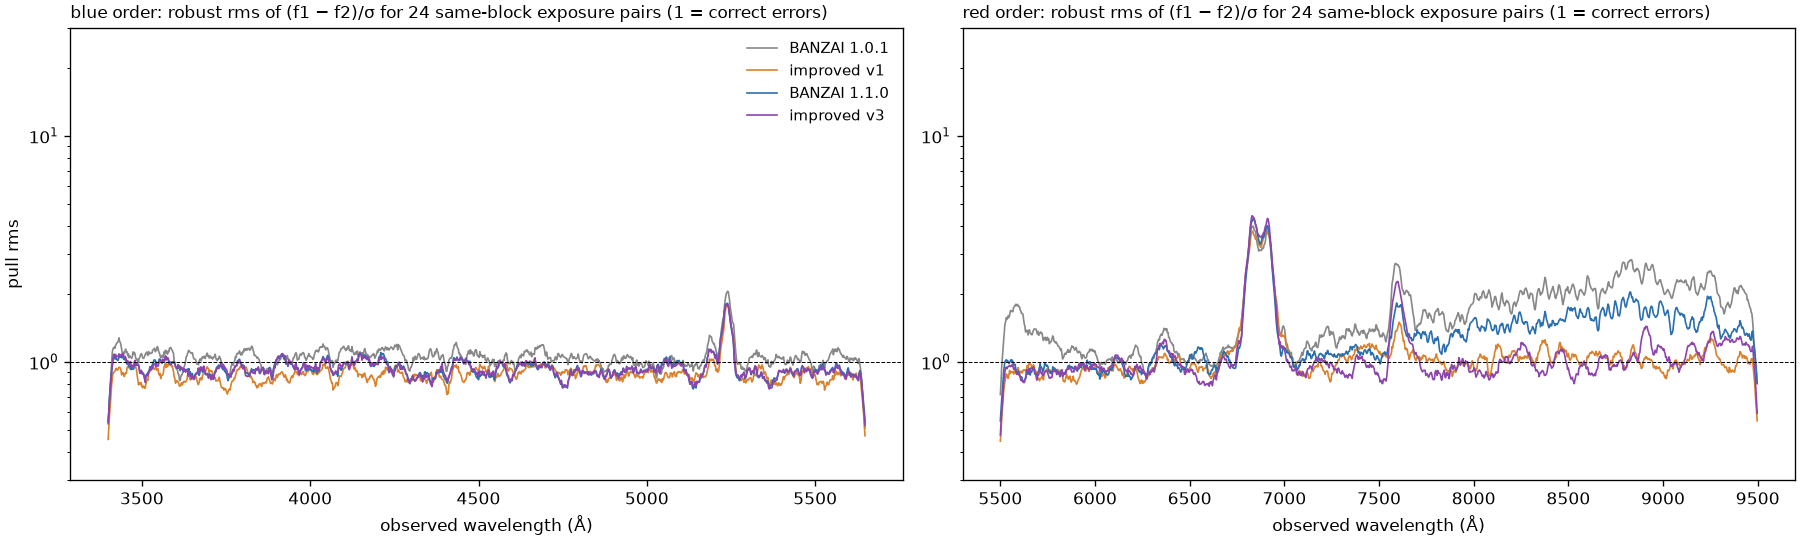 blue order: robust rms of (f1 − f2)/σ for 24 same-block exposure pairs (1 = correct errors)
BANZAI 1.0.1
improved v1
BANZAI 1.1.0
improved v3
10¹
10⁰
pull rms
3500 4000 4500 5000 5500
observed wavelength (Å)
red order: robust rms of (f1 − f2)/σ for 24 same-block exposure pairs (1 = correct errors)
10¹
10⁰
5500 6000 6500 7000 7500 8000 8500 9000 9500
observed wavelength (Å)